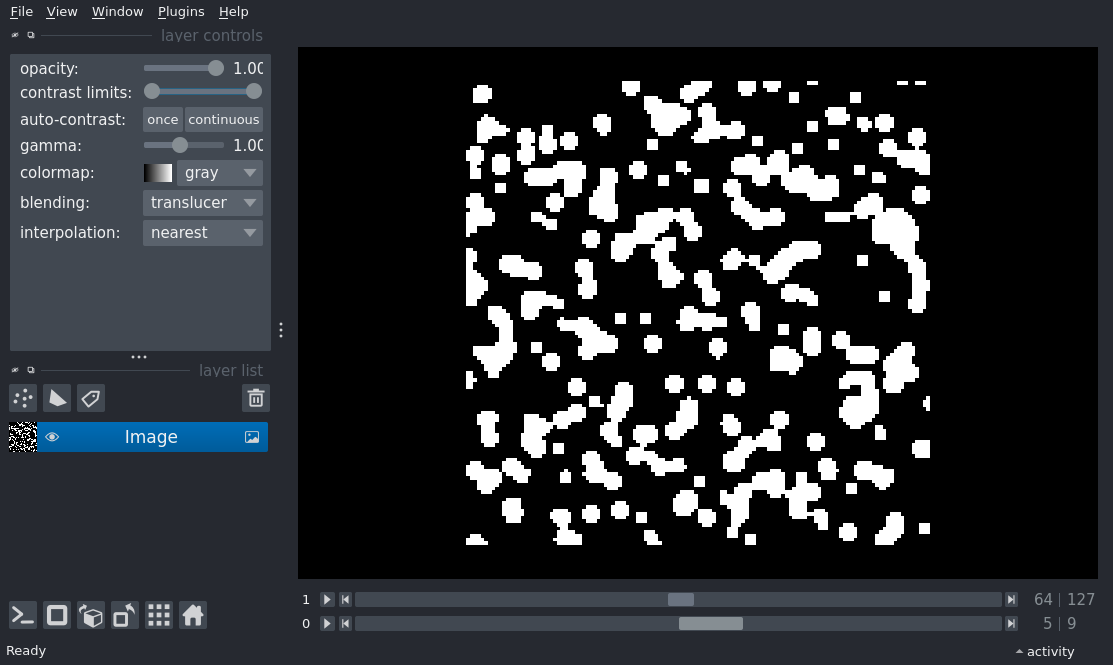 File View Window Plugins Help
layer controls
opacity: 1.00
contrast limits:
auto-contrast: once continuous
gamma: 1.00
colormap: gray
blending: translucer
interpolation: nearest
layer list
Image
1 64 | 127
0 5 | 9
Ready activity